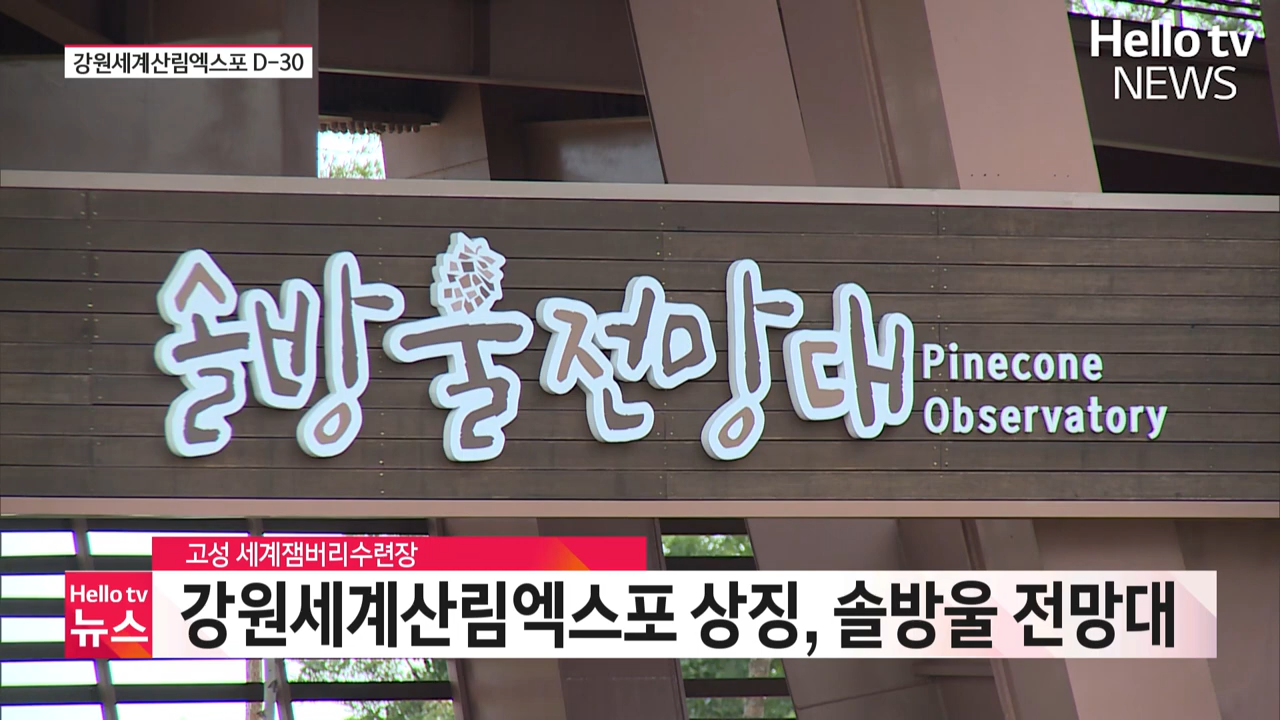 강원세계산림엑스포 D-30
Hello tv
NEWS
솔방울전망대
Pinecone
Observatory
고성 세계잼버리수련장
Hello tv
뉴스
강원세계산림엑스포 상징, 솔방울 전망대